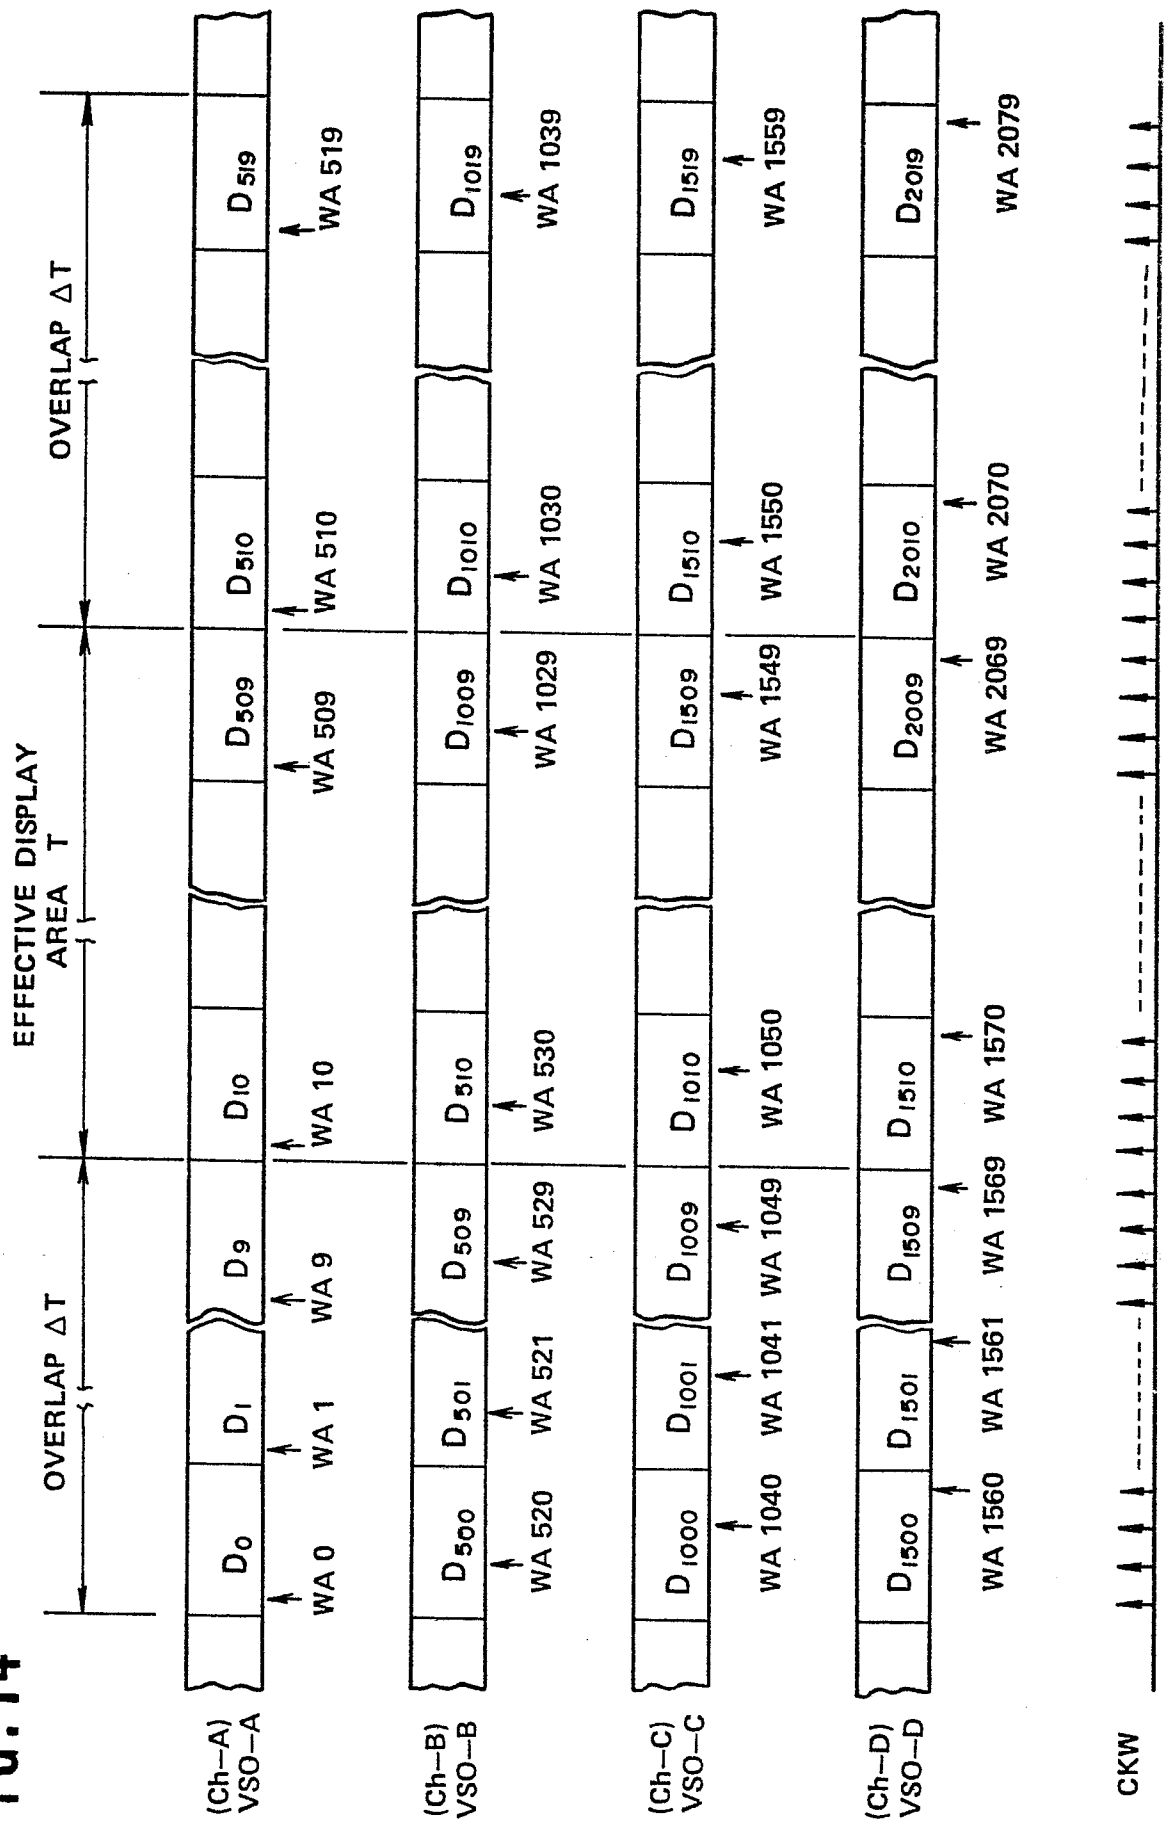 OVERLAP ΔT
EFFECTIVE DISPLAY
AREA T
OVERLAP ΔT
(Ch—A)
VSO—A
D0 D1 D9 D10 D509 D510 D519
WA 0 WA 1 WA 9 WA 10 WA 509 WA 510 WA 519
(Ch—B)
VSO—B
D500 D501 D509 D510 D1009 D1010 D1019
WA 520 WA 521 WA 529 WA 530 WA 1029 WA 1030 WA 1039
(Ch—C)
VSO—C
D1000 D1001 D1009 D1010 D1509 D1510 D1519
WA 1040 WA 1041 WA 1049 WA 1050 WA 1549 WA 1550 WA 1559
(Ch—D)
VSO—D
D1500 D1501 D1509 D1510 D2009 D2010 D2019
WA 1560 WA 1561 WA 1569 WA 1570 WA 2069 WA 2070 WA 2079
CKW